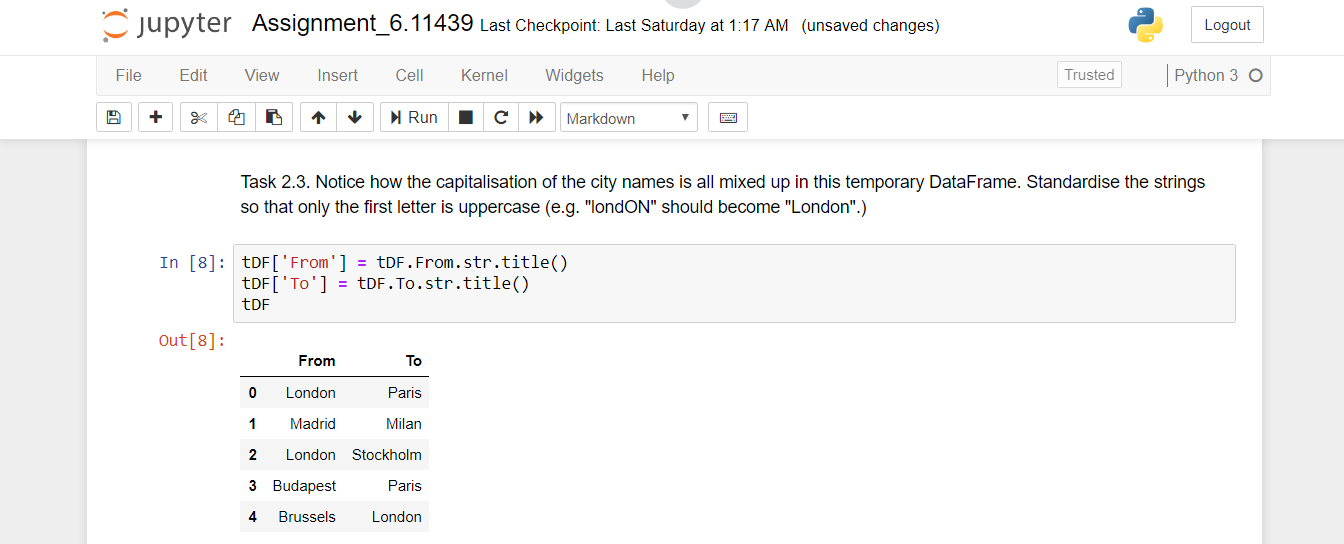 jupyter Assignment_6.11439 Last Checkpoint: Last Saturday at 1:17 AM (unsaved changes) Logout
File Edit View Insert Cell Kernel Widgets Help Trusted Python 3
Run Markdown
Task 2.3. Notice how the capitalisation of the city names is all mixed up in this temporary DataFrame. Standardise the strings
so that only the first letter is uppercase (e.g. "londON" should become "London".)
In [8]: tDF['From'] = tDF.From.str.title()
tDF['To'] = tDF.To.str.title()
tDF
Out[8]:
From To
0 London Paris
1 Madrid Milan
2 London Stockholm
3 Budapest Paris
4 Brussels London